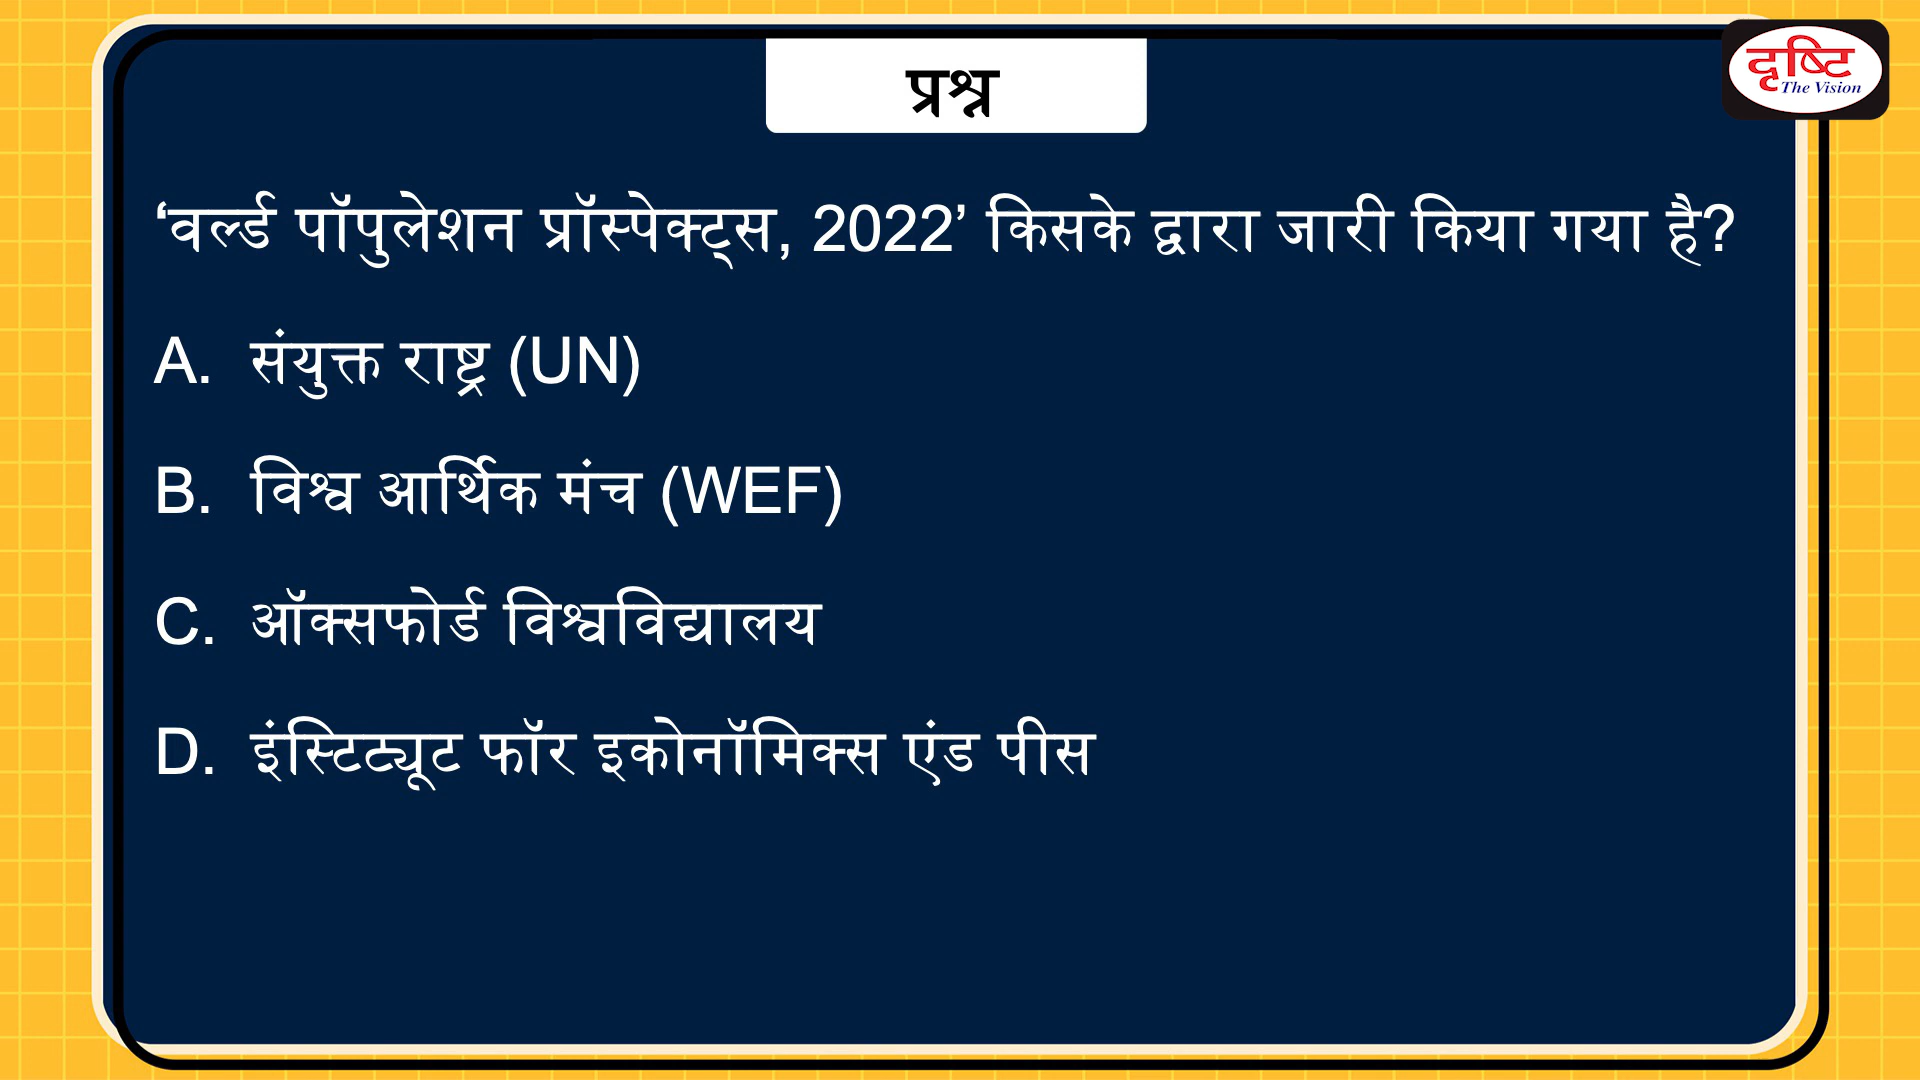 दृष्टि
The Vision
प्रश्न
‘वर्ल्ड पॉपुलेशन प्रॉस्पेक्ट्स, 2022’ किसके द्वारा जारी किया गया है?
A. संयुक्त राष्ट्र (UN)
B. विश्व आर्थिक मंच (WEF)
C. ऑक्सफोर्ड विश्वविद्यालय
D. इंस्टिट्यूट फॉर इकोनॉमिक्स एंड पीस